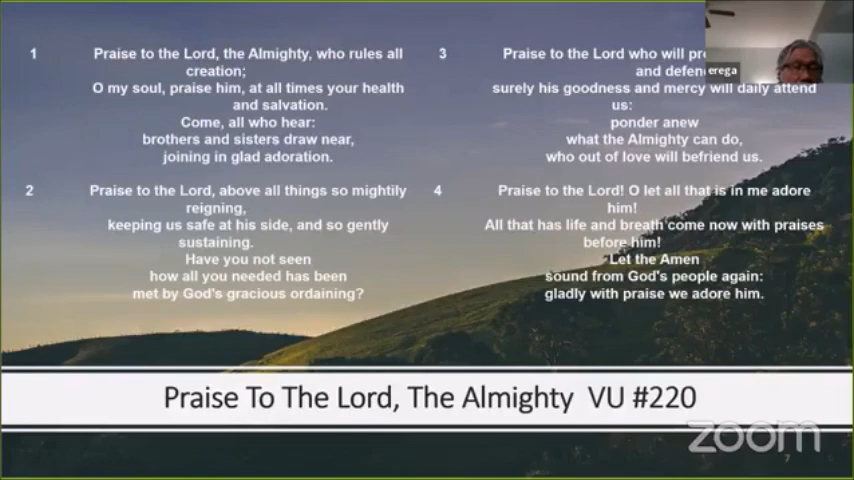 1
Praise to the Lord, the Almighty, who rules all
creation;
O my soul, praise him, at all times your health
and salvation.
Come, all who hear:
brothers and sisters draw near,
joining in glad adoration.
2
Praise to the Lord, above all things so mightily
reigning,
keeping us safe at his side, and so gently
sustaining.
Have you not seen
how all you needed has been
met by God's gracious ordaining?
3
Praise to the Lord who will
and
surely his goodness and mercy will daily attend
us:
ponder anew
what the Almighty can do,
who out of love will befriend us.
4
Praise to the Lord! O let all that is in me adore
him!
All that has life and breath come now with praises
before him!
Let the Amen
sound from God's people again:
gladly with praise we adore him.
erega
Praise To The Lord, The Almighty VU #220
zoom
7